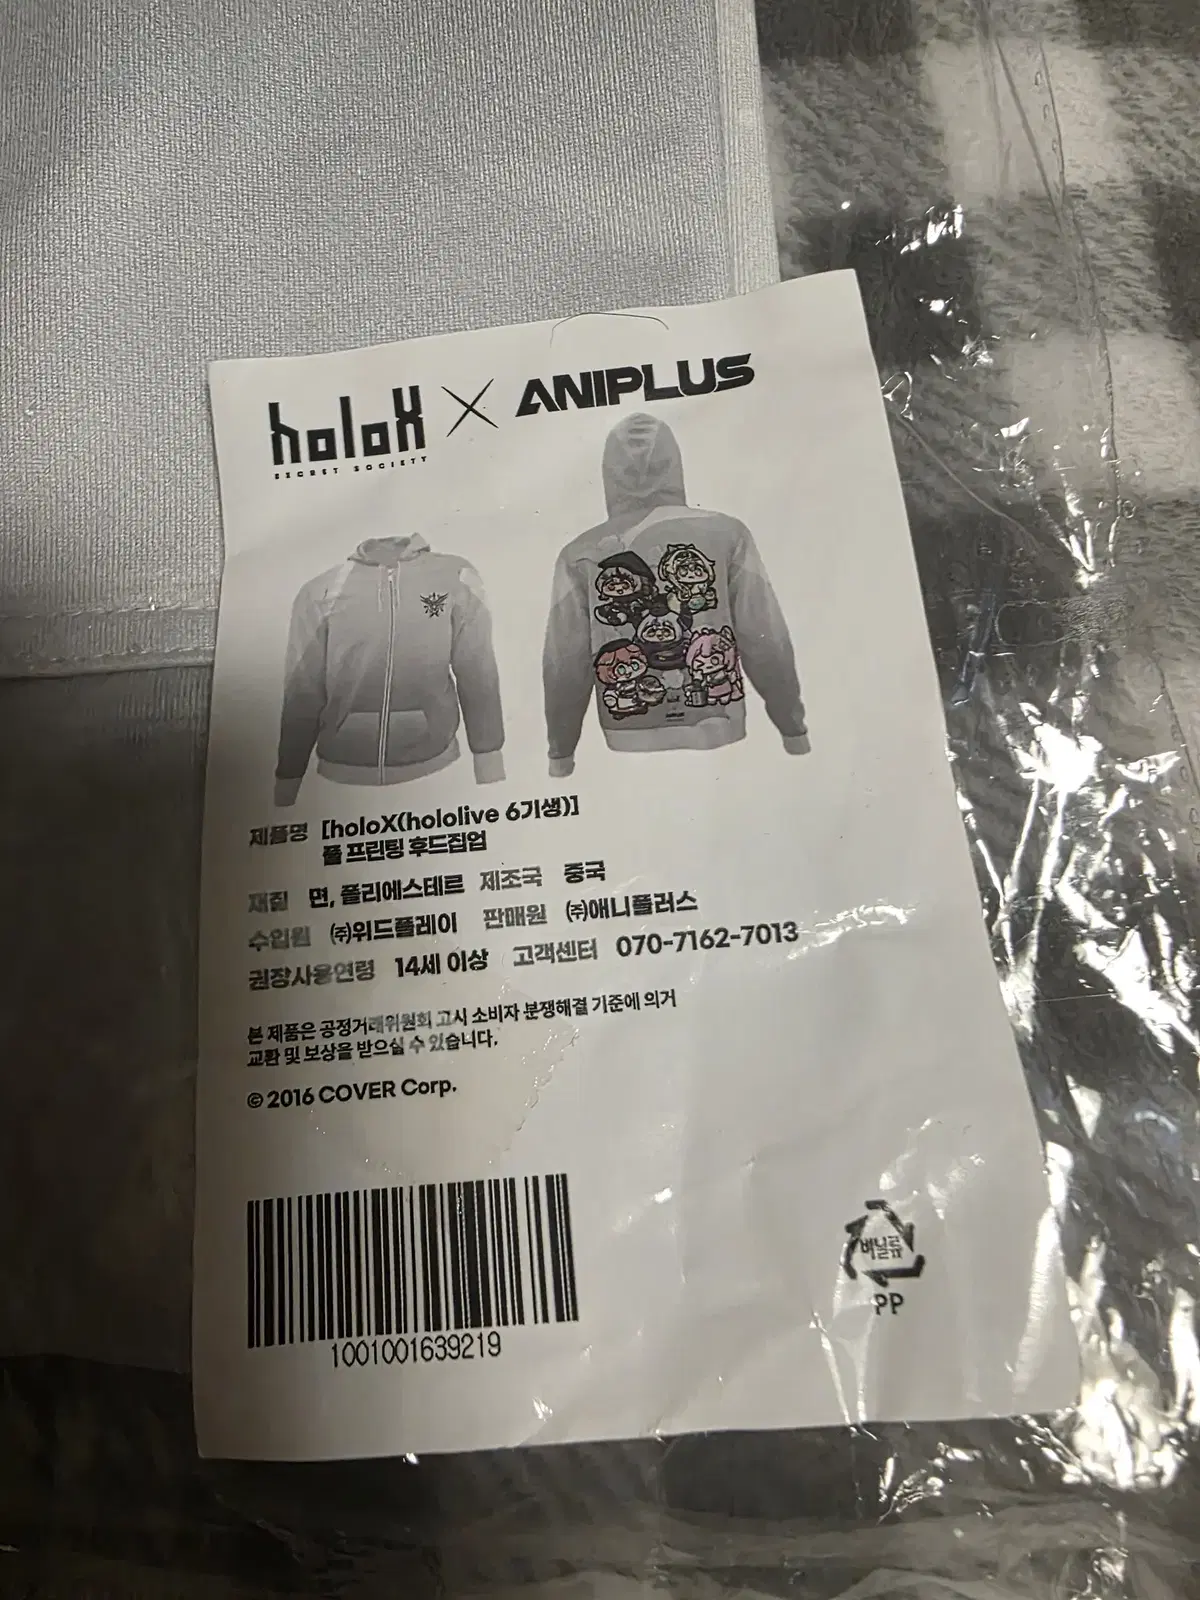 holoX × ANIPLUS
SECRET SOCIETY
제품명 [holoX(hololive 6기생)]
풀 프린팅 후드집업
재질 면, 폴리에스테르 제조국 중국
수입원 ㈜위드플레이 판매원 ㈜애니플러스
권장사용연령 14세 이상 고객센터 070-7162-7013
본 제품은 공정거래위원회 고시 소비자 분쟁해결 기준에 의거
교환 및 보상을 받으실 수 있습니다.
© 2016 COVER Corp.
1001001639219
비닐류
PP